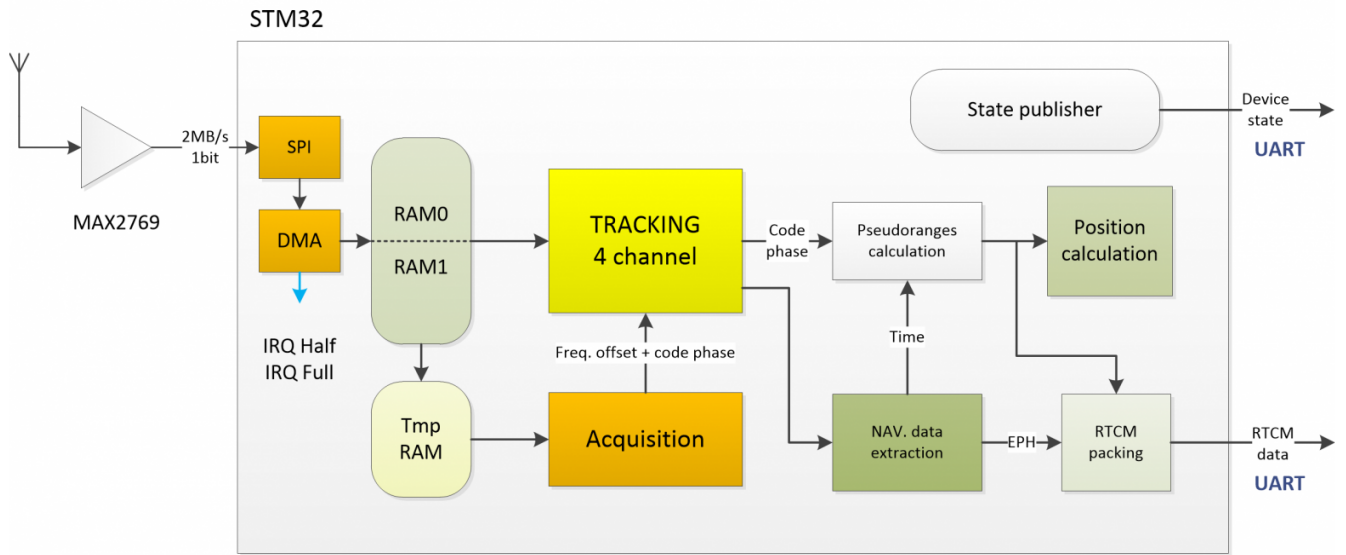 STM32
MAX2769
2MB/s
1bit
SPI
DMA
IRQ Half
IRQ Full
RAM0
RAM1
Tmp
RAM
TRACKING
4 channel
Freq. offset + code phase
Acquisition
Code
phase
Pseudoranges
calculation
Time
NAV. data
extraction
EPH
Position
calculation
RTCM
packing
State publisher
Device
state
UART
RTCM
data
UART